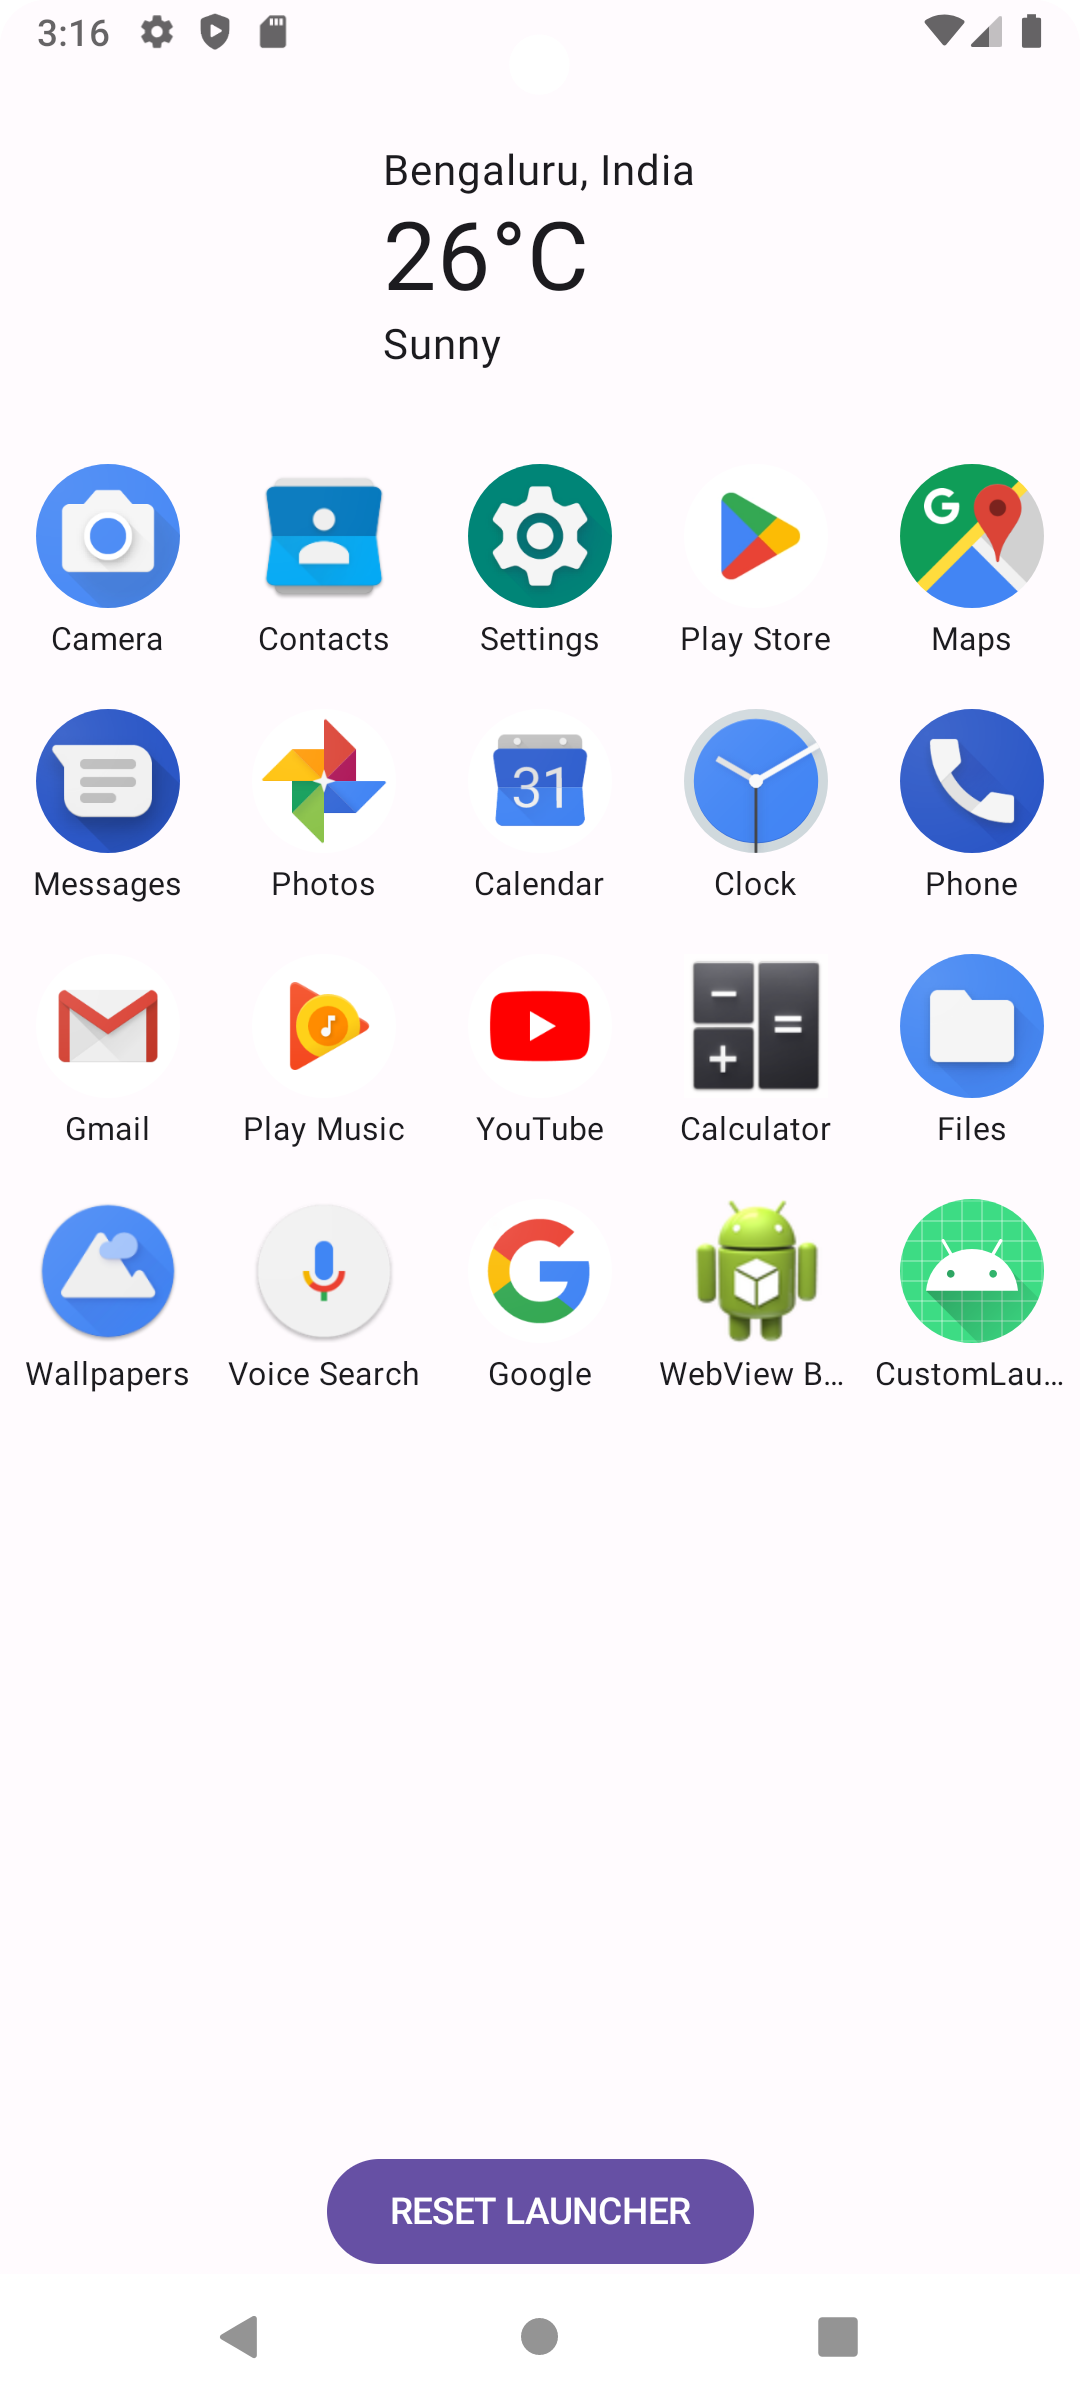 3:16
Bengaluru, India
26°C
Sunny
Camera
Contacts
Settings
Play Store
G
Maps
Messages
Photos
31
Calendar
Clock
Phone
Gmail
Play Music
YouTube
Calculator
Files
Wallpapers
Voice Search
Google
WebView B...
CustomLau...
RESET LAUNCHER